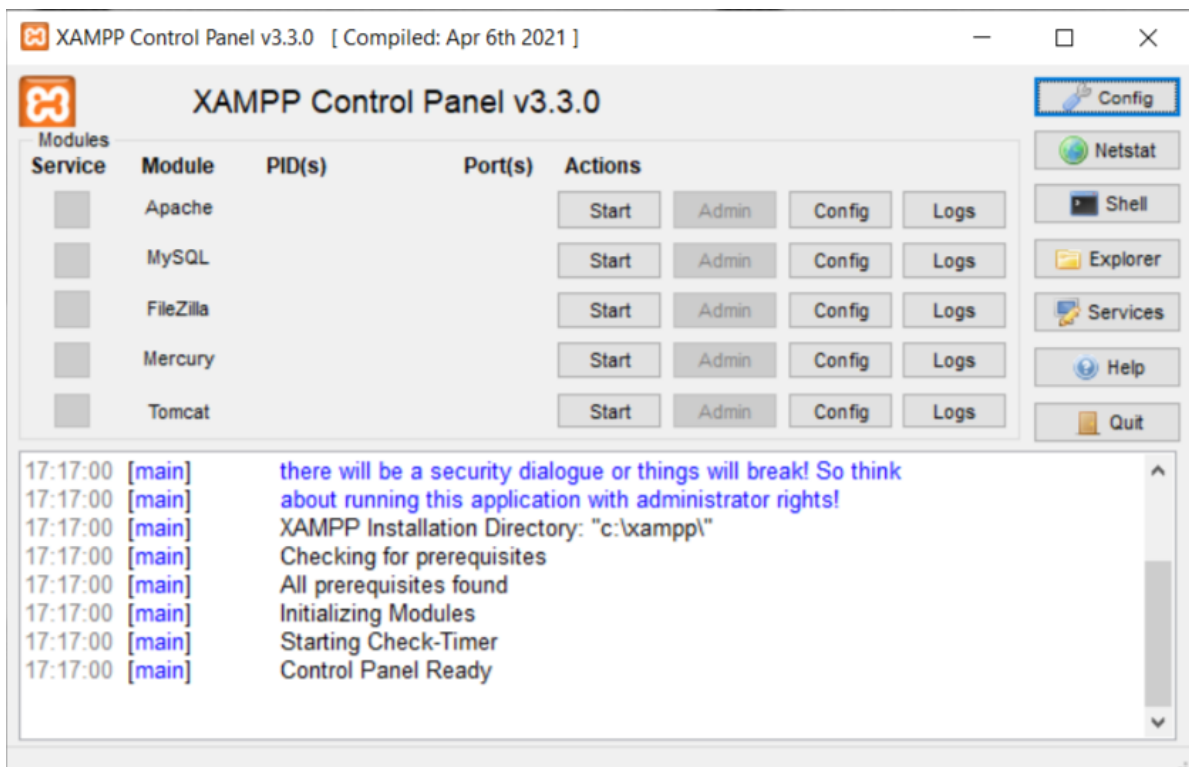 XAMPP Control Panel v3.3.0 [ Compiled: Apr 6th 2021 ]
XAMPP Control Panel v3.3.0
Config
Modules
Netstat
Service Module PID(s) Port(s) Actions
Apache Start Admin Config Logs
Shell
MySQL Start Admin Config Logs
Explorer
FileZilla Start Admin Config Logs
Services
Mercury Start Admin Config Logs
Help
Tomcat Start Admin Config Logs
Quit
17:17:00 [main] there will be a security dialogue or things will break! So think
17:17:00 [main] about running this application with administrator rights!
17:17:00 [main] XAMPP Installation Directory: "c:\xampp\"
17:17:00 [main] Checking for prerequisites
17:17:00 [main] All prerequisites found
17:17:00 [main] Initializing Modules
17:17:00 [main] Starting Check-Timer
17:17:00 [main] Control Panel Ready